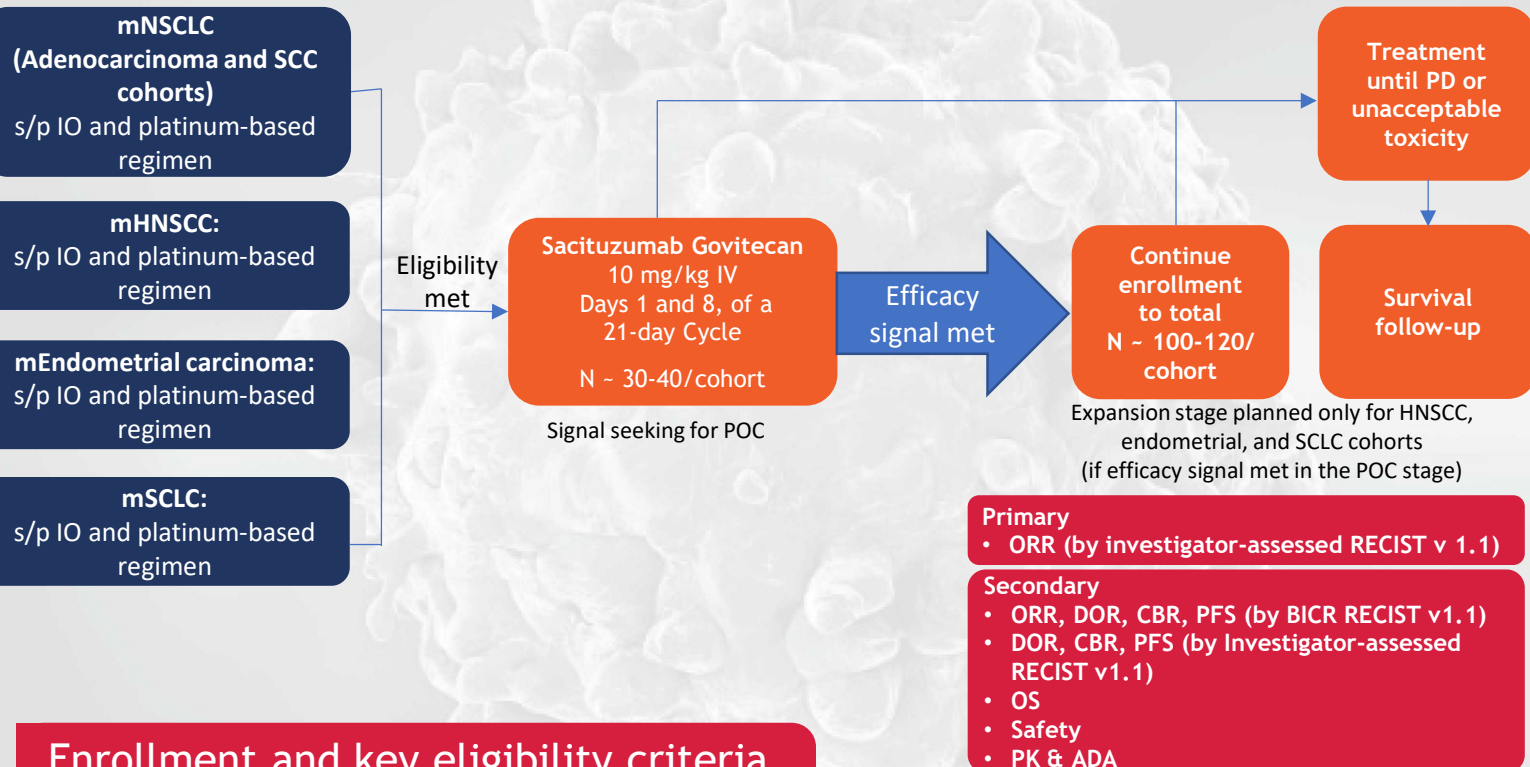 mNSCLC
(Adenocarcinoma and SCC
cohorts)
s/p IO and platinum-based
regimen
mHNSCC:
s/p IO and platinum-based
regimen
mEndometrial carcinoma:
s/p IO and platinum-based
regimen
mSCLC:
s/p IO and platinum-based
regimen
Eligibility
met
Sacituzumab Govitecan
10 mg/kg IV
Days 1 and 8, of a
21-day Cycle
N ~ 30-40/cohort
Signal seeking for POC
Efficacy
signal met
Continue
enrollment
to total
N ~ 100-120/
cohort
Expansion stage planned only for HNSCC,
endometrial, and SCLC cohorts
(if efficacy signal met in the POC stage)
Treatment
until PD or
unacceptable
toxicity
Survival
follow-up
Primary
• ORR (by investigator-assessed RECIST v 1.1)
Secondary
• ORR, DOR, CBR, PFS (by BICR RECIST v1.1)
• DOR, CBR, PFS (by Investigator-assessed
RECIST v1.1)
• OS
• Safety
• PK & ADA
Enrollment and key eligibility criteria